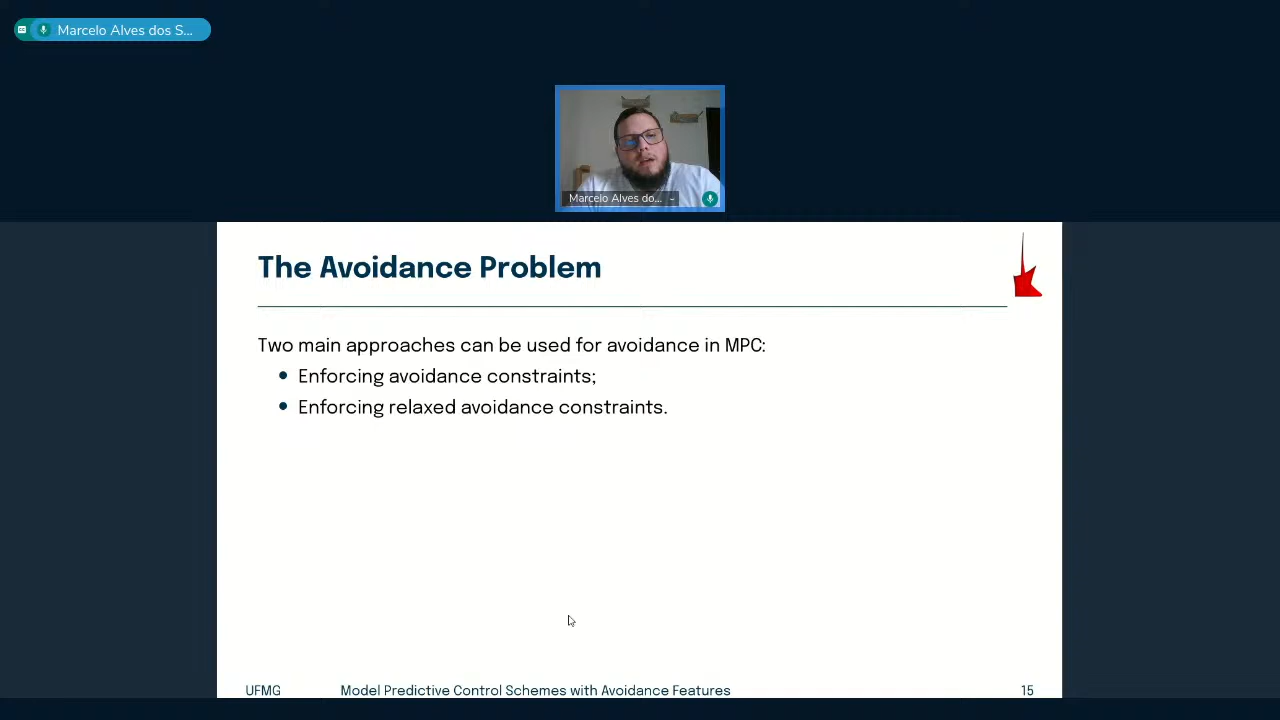 Marcelo Alves dos S...
Marcelo Alves do...
The Avoidance Problem
Two main approaches can be used for avoidance in MPC:
• Enforcing avoidance constraints;
• Enforcing relaxed avoidance constraints.
UFMG Model Predictive Control Schemes with Avoidance Features 15